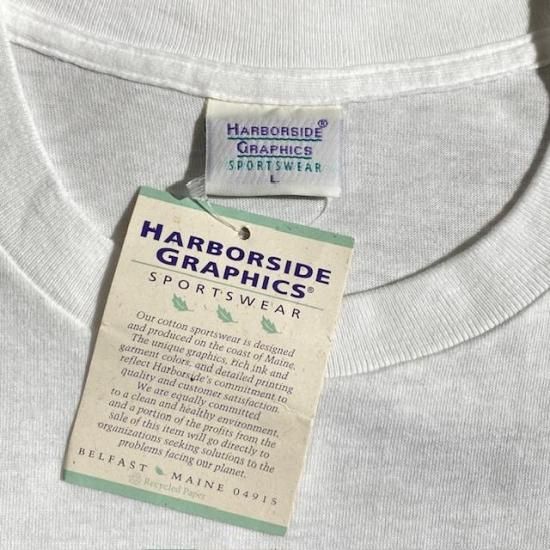 HARBORSIDE®
GRAPHICS
SPORTSWEAR
L
HARBORSIDE
GRAPHICS®
SPORTSWEAR
Our cotton sportswear is designed
and produced on the coast of Maine.
The unique graphics, rich ink and
garment colors, and detailed printing
reflect Harborside's commitment to
quality and customer satisfaction.
We are equally committed
to a clean and healthy environment,
and a portion of the profits from the
sale of this item will go directly to
organizations seeking solutions to the
problems facing our planet.
BELFAST MAINE 04915
Recycled Paper